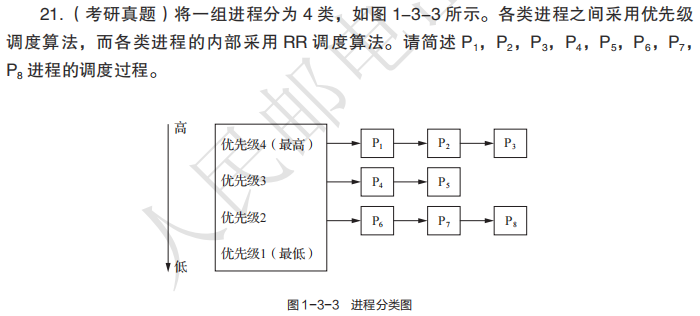 21.（考研真题）将一组进程分为 4 类，如图 1-3-3 所示。各类进程之间采用优先级
调度算法，而各类进程的内部采用 RR 调度算法。请简述 P₁，P₂，P₃，P₄，P₅，P₆，P₇，
P₈ 进程的调度过程。
高
优先级4（最高） P₁ P₂ P₃
优先级3 P₄ P₅
优先级2 P₆ P₇ P₈
优先级1（最低）
低
图1-3-3 进程分类图
人民邮电